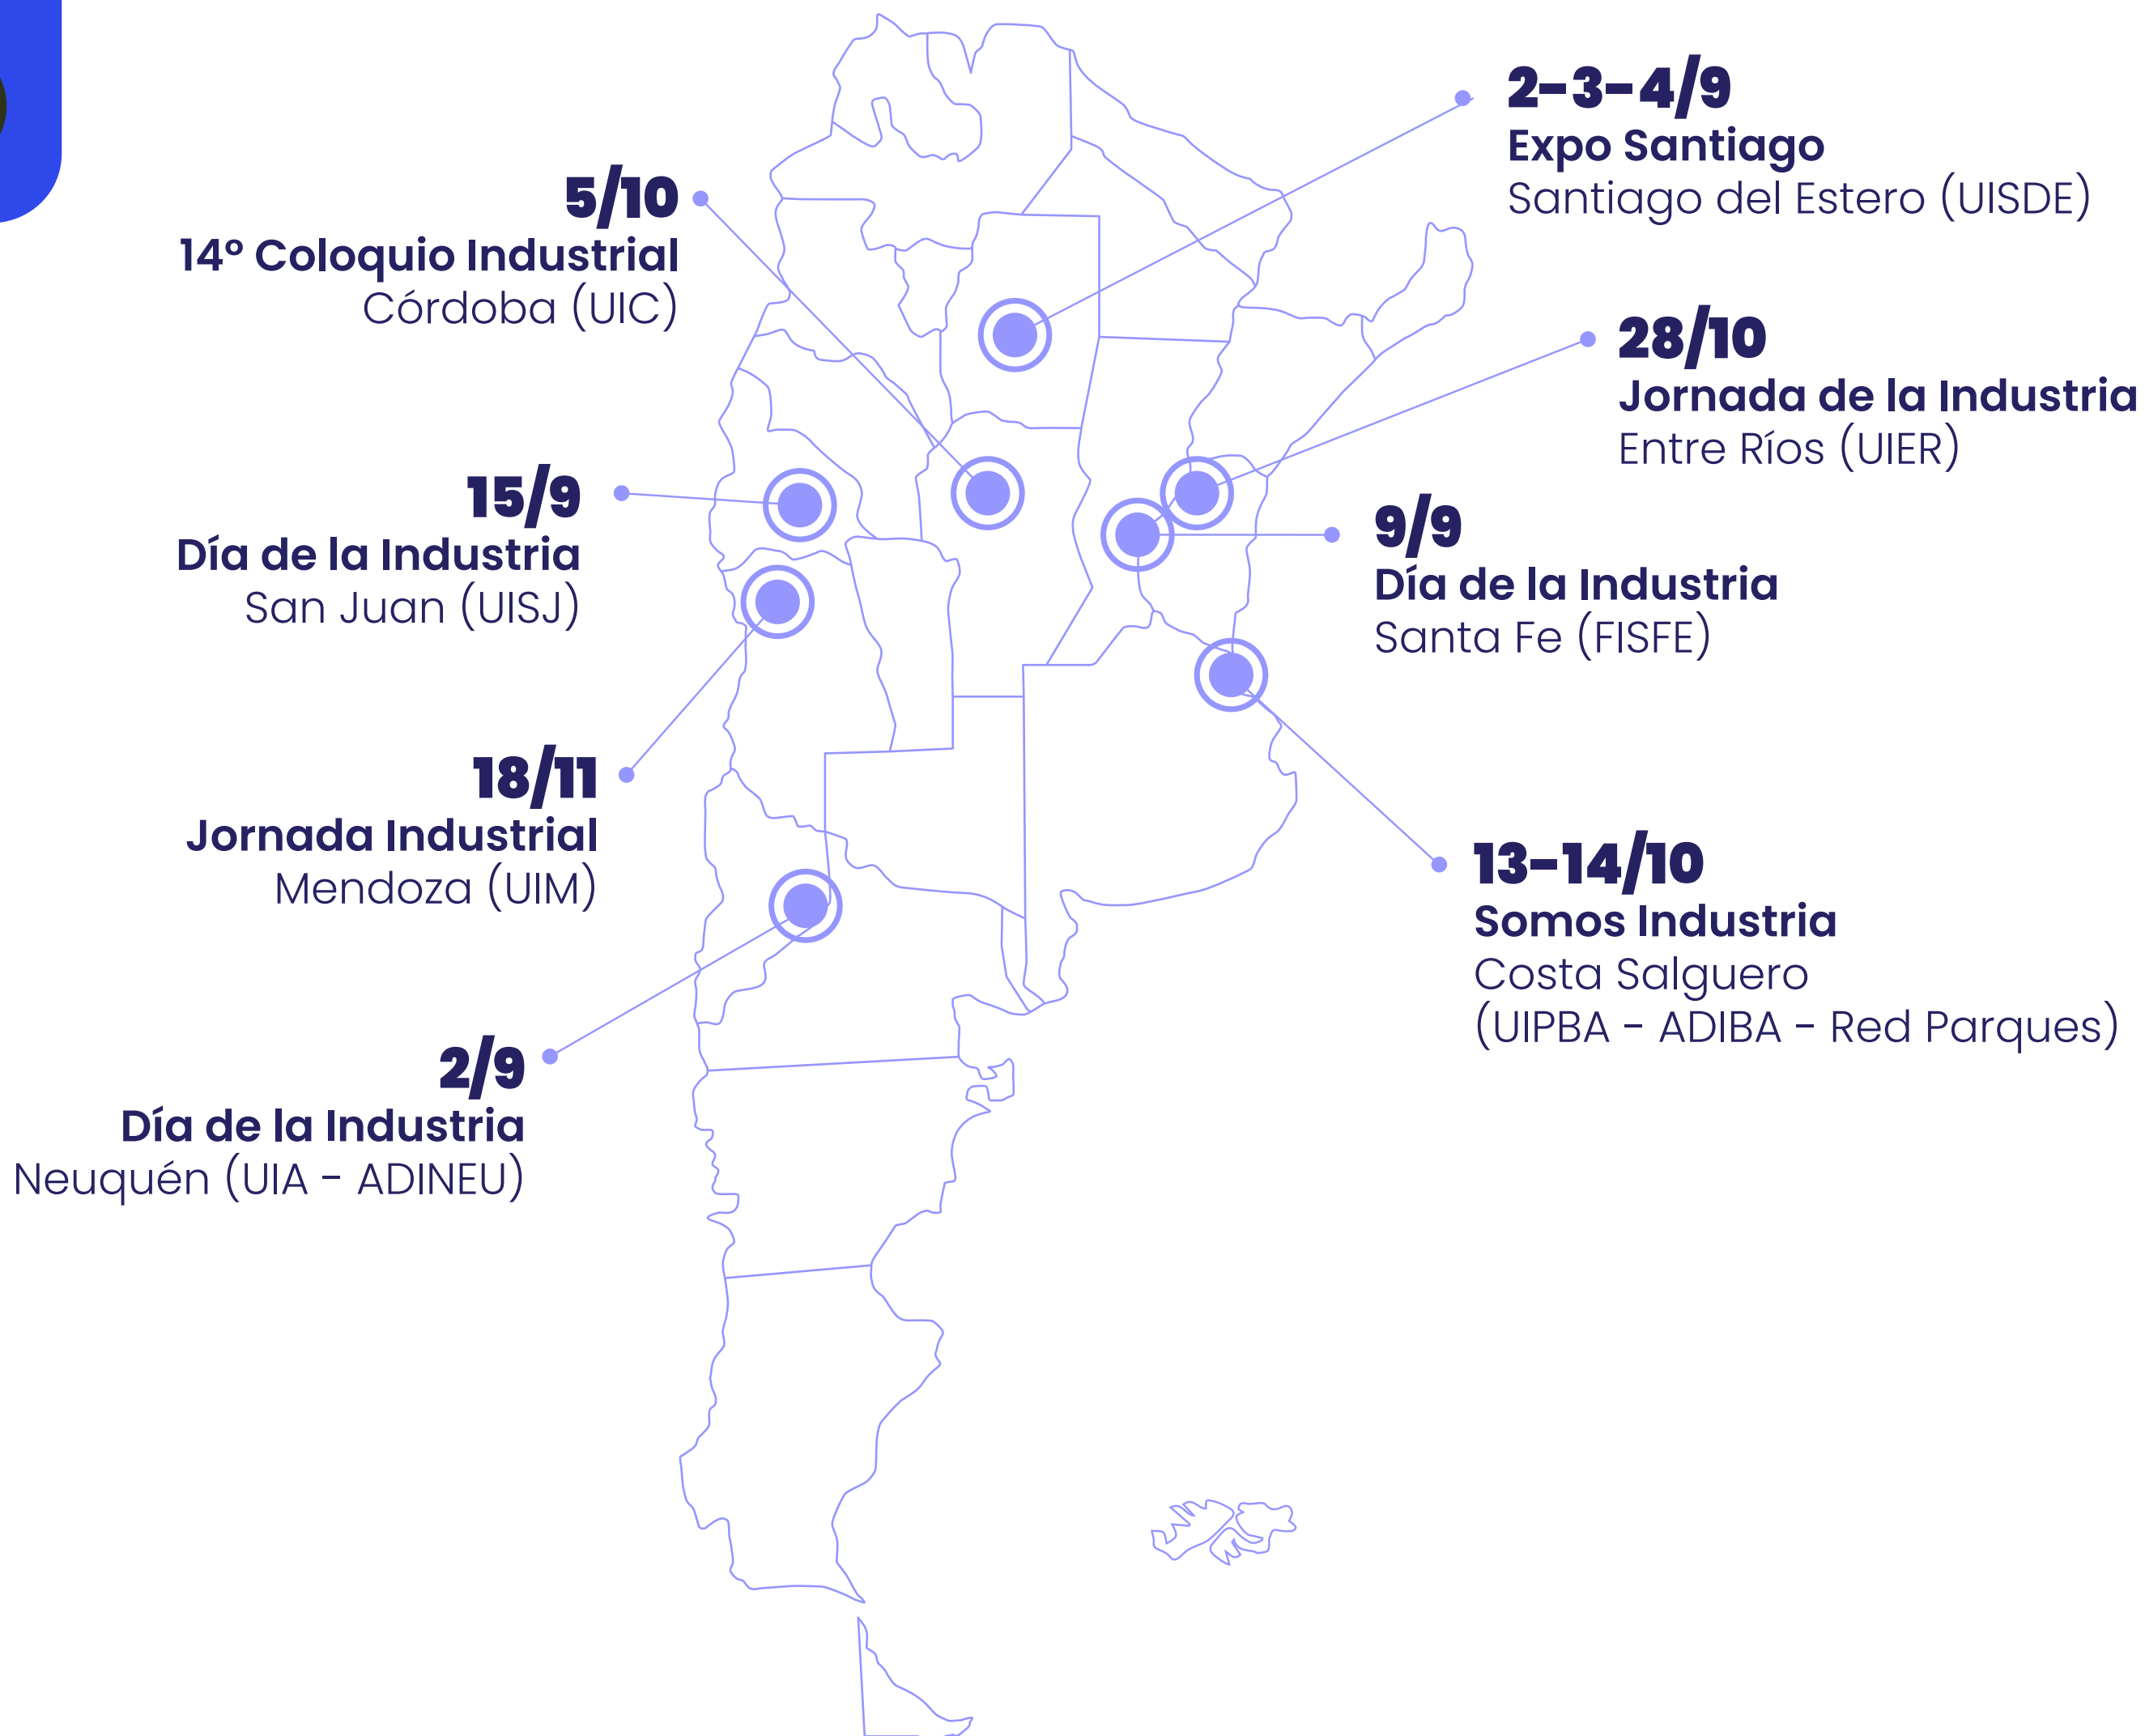 5/10
14º Coloquio Industrial
Córdoba (UIC)
15/9
Día de la Industria
San Juan (UISJ)
18/11
Jornada Industrial
Mendoza (UIM)
2/9
Día de la Industria
Neuquén (UIA – ADINEU)
2–3–4/9
Expo Santiago
Santiago del Estero (UISDE)
28/10
Jornada de la Industria
Entre Ríos (UIER)
9/9
Día de la Industria
Santa Fe (FISFE)
13–14/10
Somos Industria
Costa Salguero
(UIPBA – ADIBA – Red Parques)